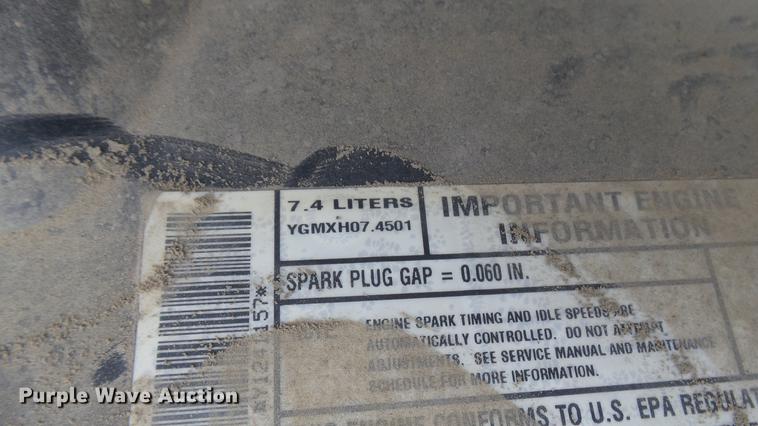 7.4 LITERS
YGMXH07.4501
IMPORTANT ENGINE
INFORMATION
SPARK PLUG GAP = 0.060 IN.
ENGINE SPARK TIMING AND IDLE SPEEDS ARE
AUTOMATICALLY CONTROLLED. DO NOT ATTEMPT
ADJUSTMENTS. SEE SERVICE MANUAL AND MAINTENANCE
SCHEDULE FOR MORE INFORMATION.
ENGINE CONFORMS TO U.S. EPA REGULAT
Purple Wave Auction